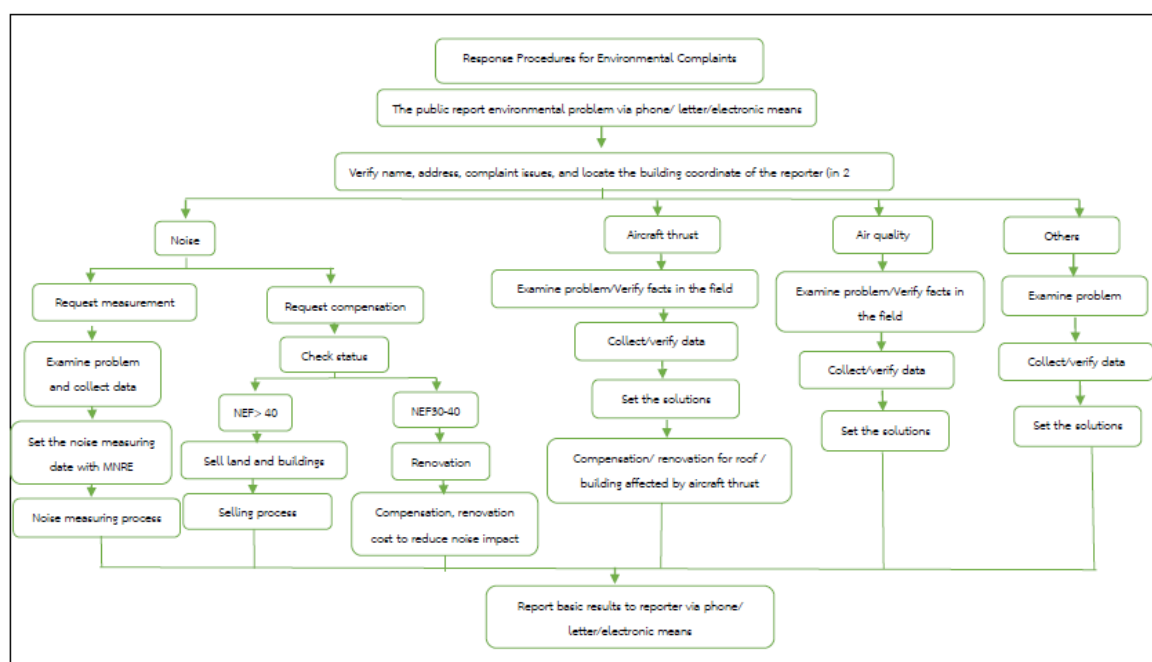 Response Procedures for Environmental Complaints
The public report environmental problem via phone/ letter/electronic means
Verify name, address, complaint issues, and locate the building coordinate of the reporter (in 2
Noise
Aircraft thrust
Air quality
Others
Request measurement
Request compensation
Examine problem/Verify facts in the field
Examine problem/Verify facts in
the field
Examine problem
Examine problem
and collect data
Check status
Collect/verify data
Collect/verify data
Collect/verify data
NEF> 40
NEF30-40
Set the solutions
Set the solutions
Set the solutions
Set the noise measuring
date with MNRE
Sell land and buildings
Renovation
Compensation/ renovation for roof /
building affected by aircraft thrust
Noise measuring process
Selling process
Compensation, renovation
cost to reduce noise impact
Report basic results to reporter via phone/
letter/electronic means